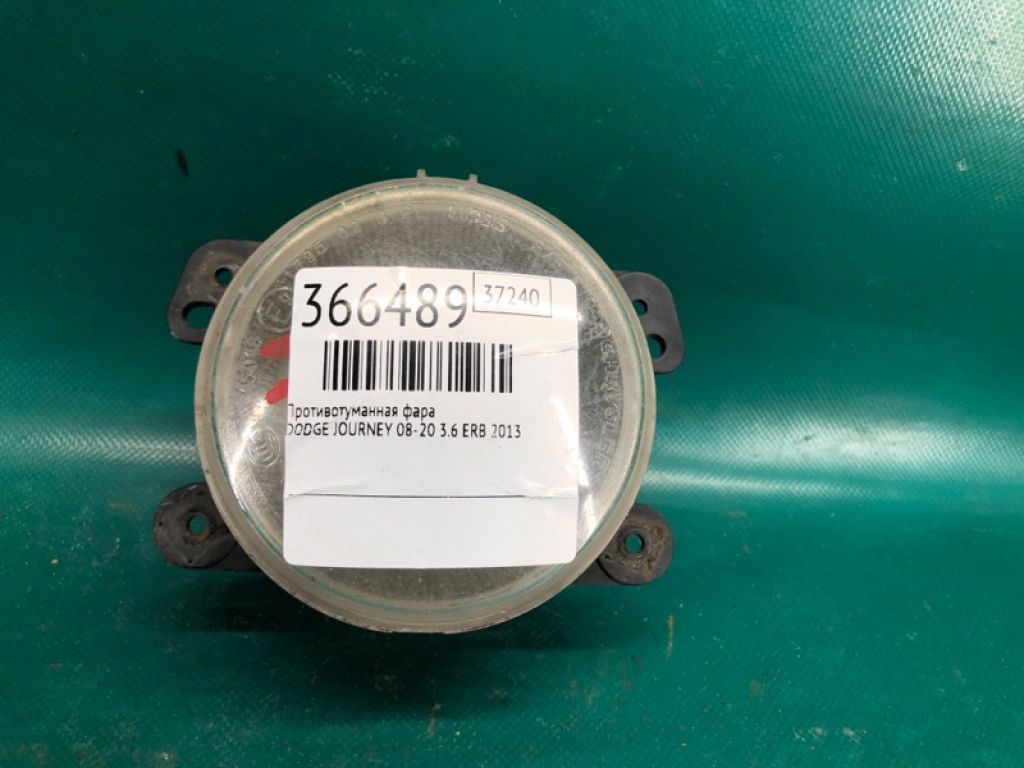 366489
37240
Противотуманная фара
DODGE JOURNEY 08-20 3.6 ERB 2013